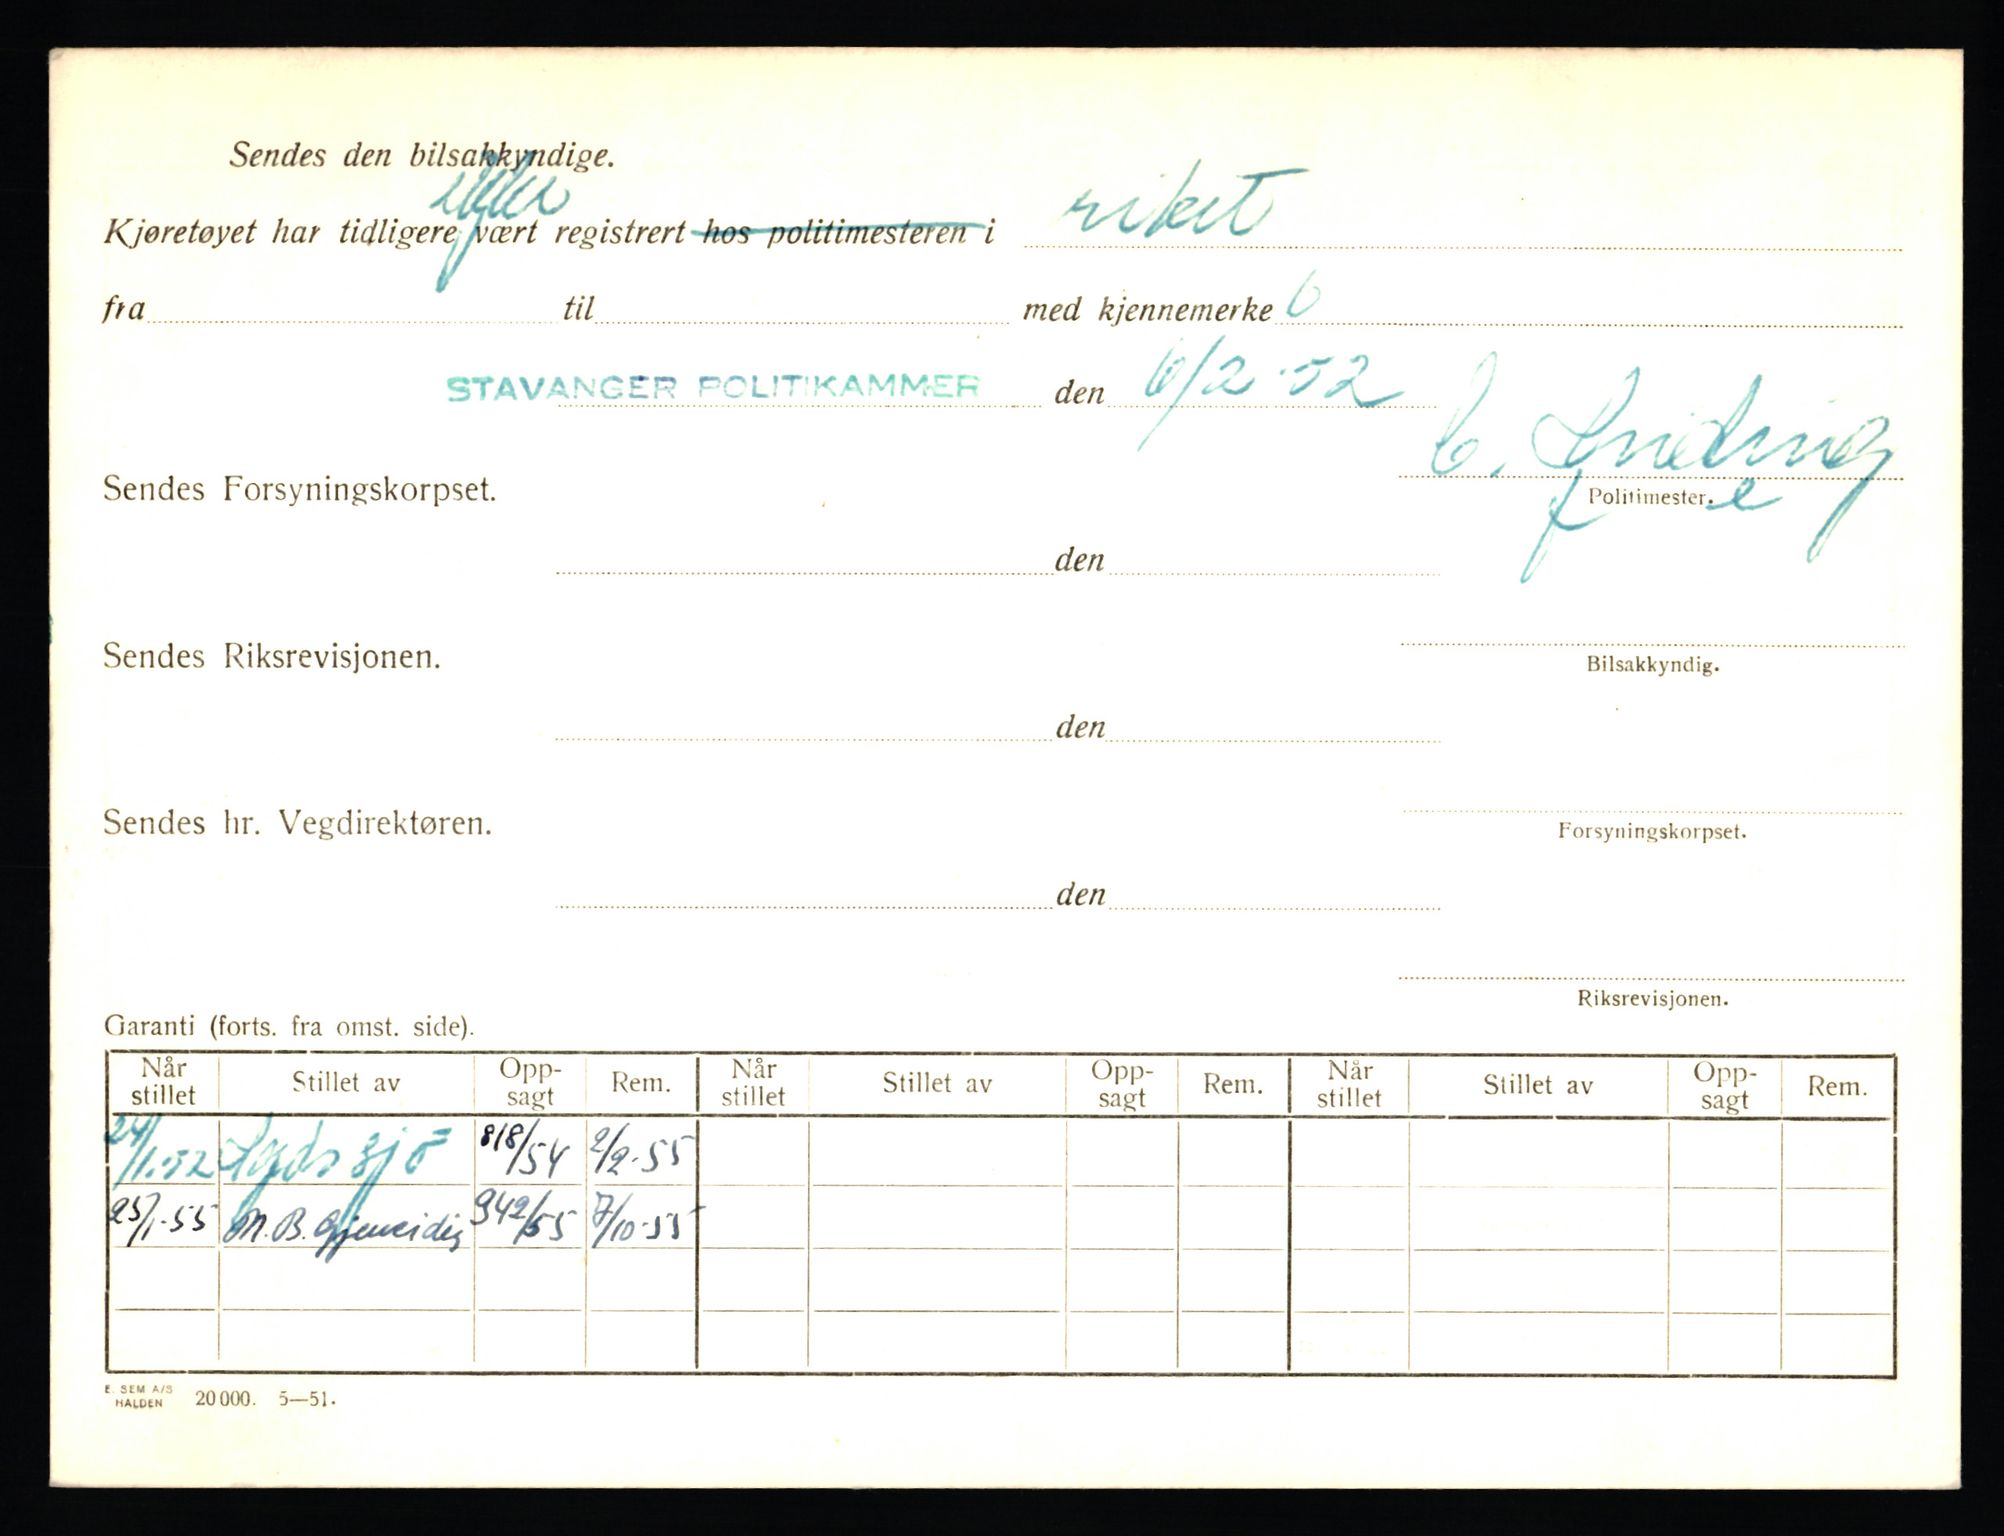 Sendes den bilsakkyndige.
ikke
Kjøretøyet har tidligere vært registrert hos politimesteren i riket
fra til med kjennemerke
STAVANGER POLITIKAMMER den 6/2-52
Sendes Forsyningskorpset.
Politimester.
den
Sendes Riksrevisjonen.
Bilsakkyndig.
den
Sendes hr. Vegdirektøren.
Forsyningskorpset.
den
Riksrevisjonen.
Garanti (forts. fra omst. side).
Når stillet Stillet av Opp-sagt Rem. Når stillet Stillet av Opp-sagt Rem. Når stillet Stillet av Opp-sagt Rem.
24/1.52 818/54 2/2-55
25/1-55 M.B. Gjensidig 942/55 7/10-55
E. SEM A/S
HALDEN 20 000. 5—51.